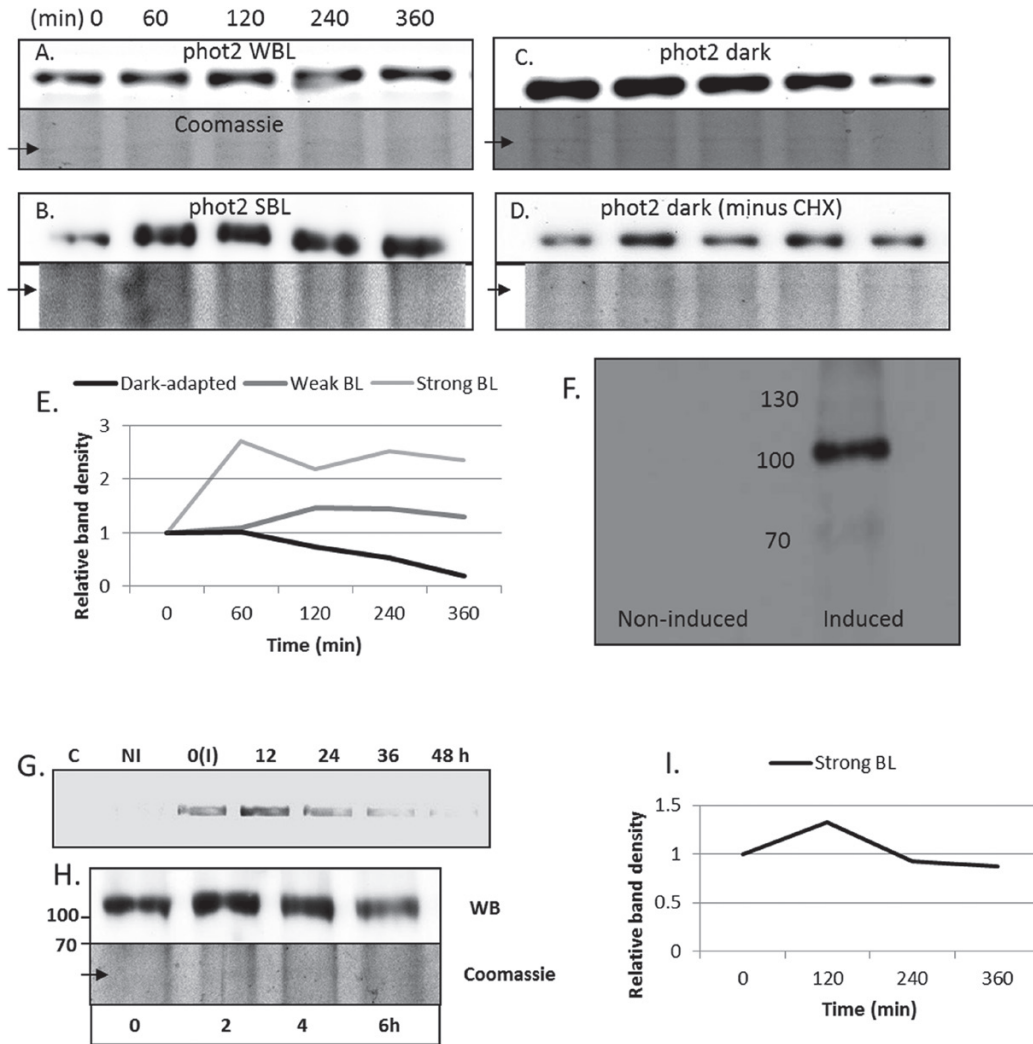 (min) 0 60 120 240 360
A. phot2 WBL
Coomassie
C. phot2 dark
B. phot2 SBL
D. phot2 dark (minus CHX)
E.
Dark-adapted Weak BL Strong BL
Relative band density
3
2
1
0
0 60 120 240 360
Time (min)
F.
130
100
70
Non-induced Induced
G.
C NI 0(I) 12 24 36 48 h
H.
100
70
WB
Coomassie
0 2 4 6h
I.
Strong BL
Relative band density
1.5
1
0.5
0
0 120 240 360
Time (min)